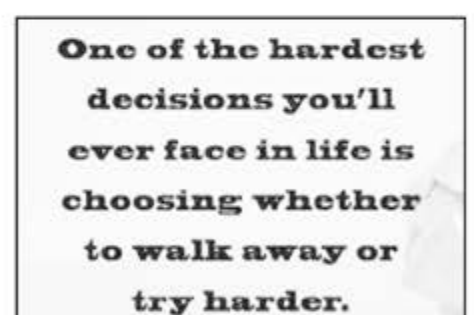 One of the hardest
decisions you'll
ever face in life is
choosing whether
to walk away or
try harder.